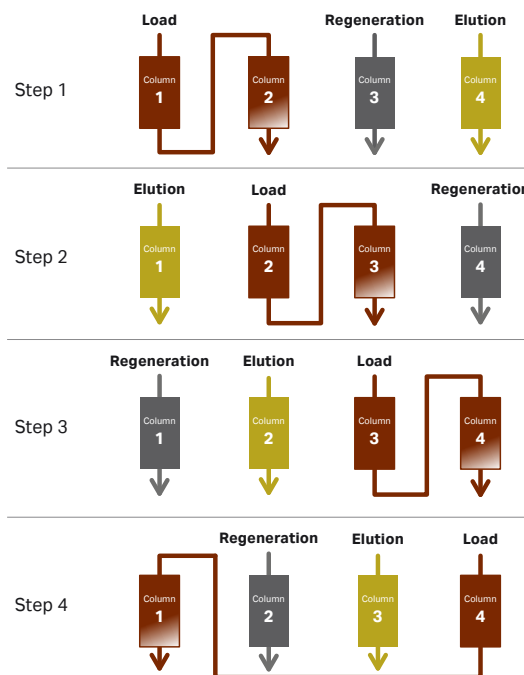 Load Regeneration Elution
Step 1
Column Column Column Column
1 2 3 4
Elution Load Regeneration
Step 2
Column Column Column Column
1 2 3 4
Regeneration Elution Load
Step 3
Column Column Column Column
1 2 3 4
Regeneration Elution Load
Step 4
Column Column Column Column
1 2 3 4